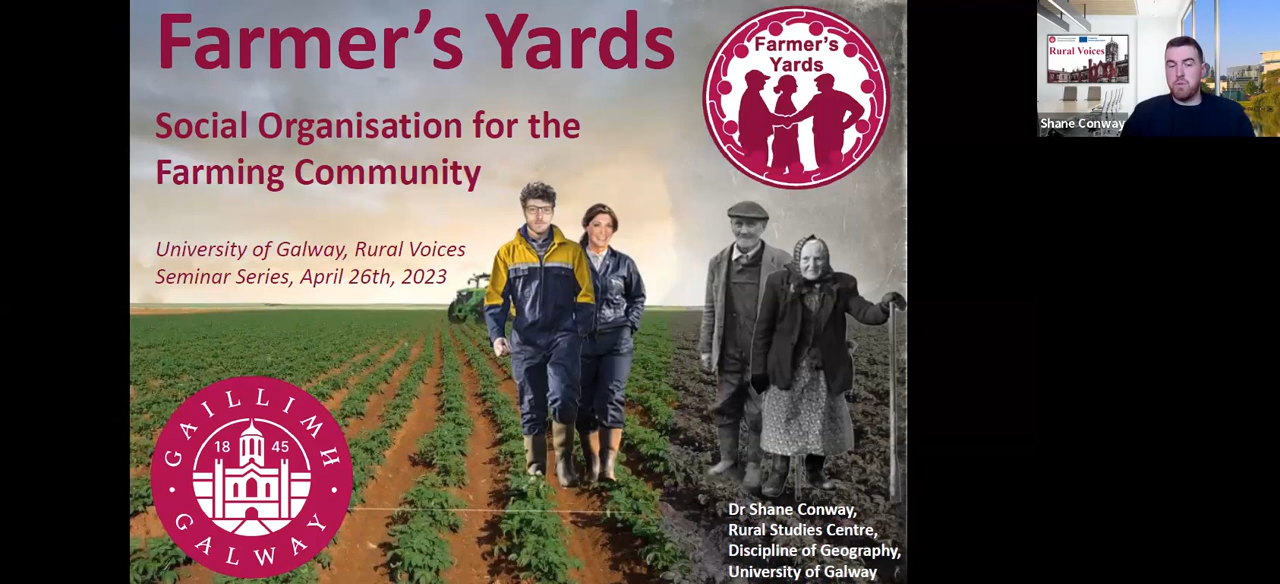 Farmer's Yards
Social Organisation for the
Farming Community
University of Galway, Rural Voices
Seminar Series, April 26th, 2023
Farmer's
Yards
GAILLIMH
18 45
GALWAY
Dr Shane Conway,
Rural Studies Centre,
Discipline of Geography,
University of Galway
Rural Voices
Shane Conway